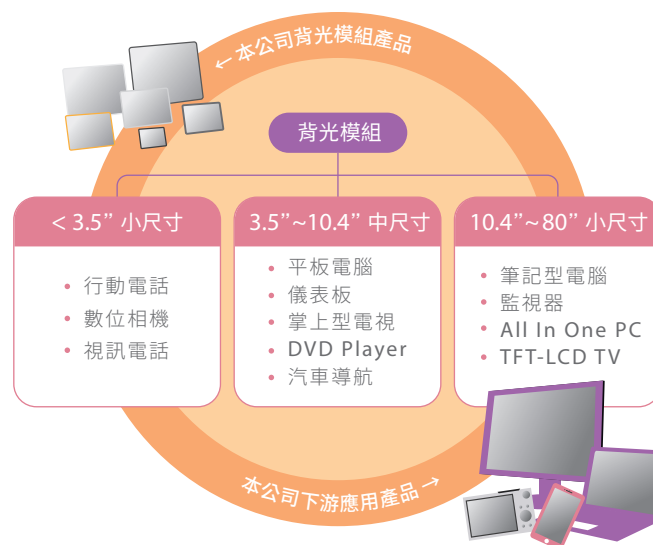 ←本公司背光模組產品
背光模組
< 3.5” 小尺寸
• 行動電話
• 數位相機
• 視訊電話
3.5”~10.4” 中尺寸
• 平板電腦
• 儀表板
• 掌上型電視
• DVD Player
• 汽車導航
10.4”~80” 小尺寸
• 筆記型電腦
• 監視器
• All In One PC
• TFT-LCD TV
本公司下游應用產品→